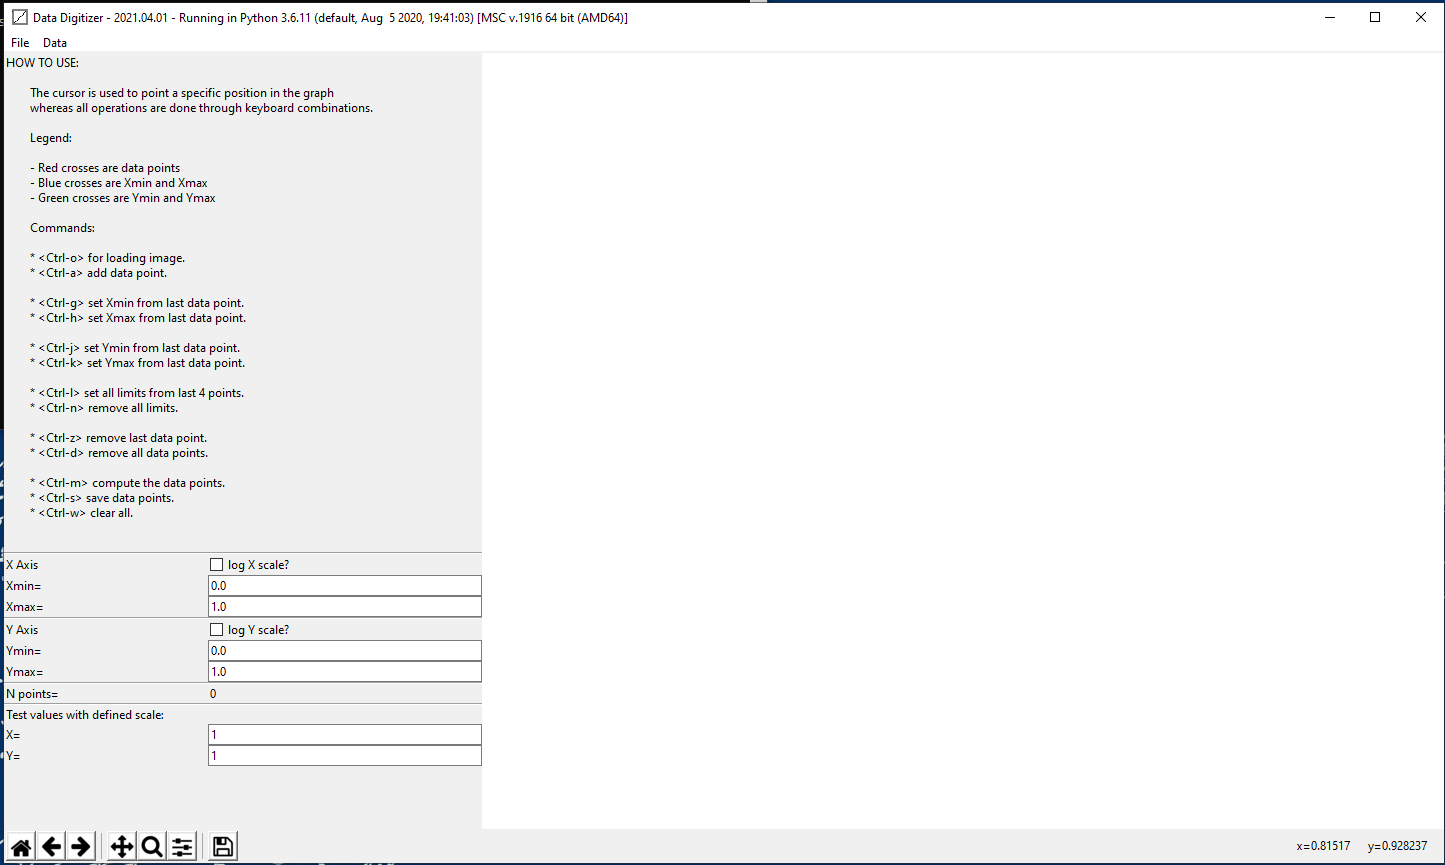 Data Digitizer - 2021.04.01 - Running in Python 3.6.11 (default, Aug  5 2020, 19:41:03) [MSC v.1916 64 bit (AMD64)]
File Data
HOW TO USE:
The cursor is used to point a specific position in the graph
whereas all operations are done through keyboard combinations.
Legend:
- Red crosses are data points
- Blue crosses are Xmin and Xmax
- Green crosses are Ymin and Ymax
Commands:
* <Ctrl-o> for loading image.
* <Ctrl-a> add data point.
* <Ctrl-g> set Xmin from last data point.
* <Ctrl-h> set Xmax from last data point.
* <Ctrl-j> set Ymin from last data point.
* <Ctrl-k> set Ymax from last data point.
* <Ctrl-l> set all limits from last 4 points.
* <Ctrl-n> remove all limits.
* <Ctrl-z> remove last data point.
* <Ctrl-d> remove all data points.
* <Ctrl-m> compute the data points.
* <Ctrl-s> save data points.
* <Ctrl-w> clear all.
X Axis log X scale?
Xmin= 0.0
Xmax= 1.0
Y Axis log Y scale?
Ymin= 0.0
Ymax= 1.0
N points= 0
Test values with defined scale:
X= 1
Y= 1
x=0.81517 y=0.928237